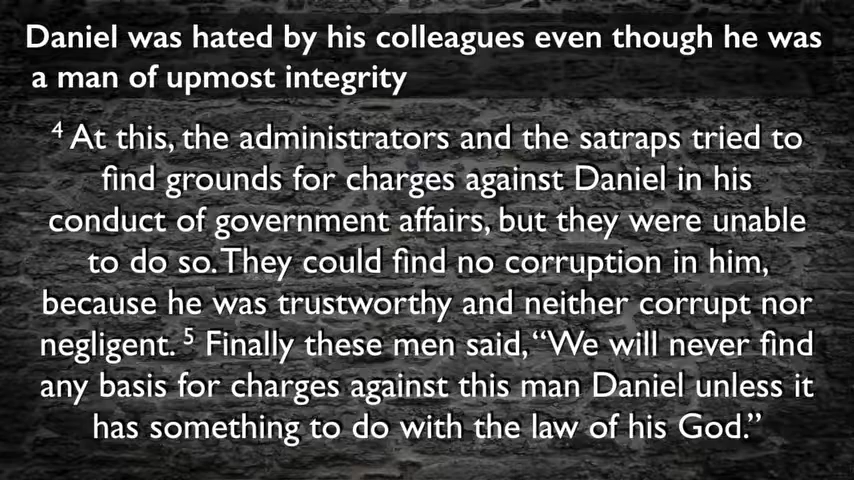 Daniel was hated by his colleagues even though he was
a man of upmost integrity
4 At this, the administrators and the satraps tried to
find grounds for charges against Daniel in his
conduct of government affairs, but they were unable
to do so. They could find no corruption in him,
because he was trustworthy and neither corrupt nor
negligent. 5 Finally these men said, “We will never find
any basis for charges against this man Daniel unless it
has something to do with the law of his God.”